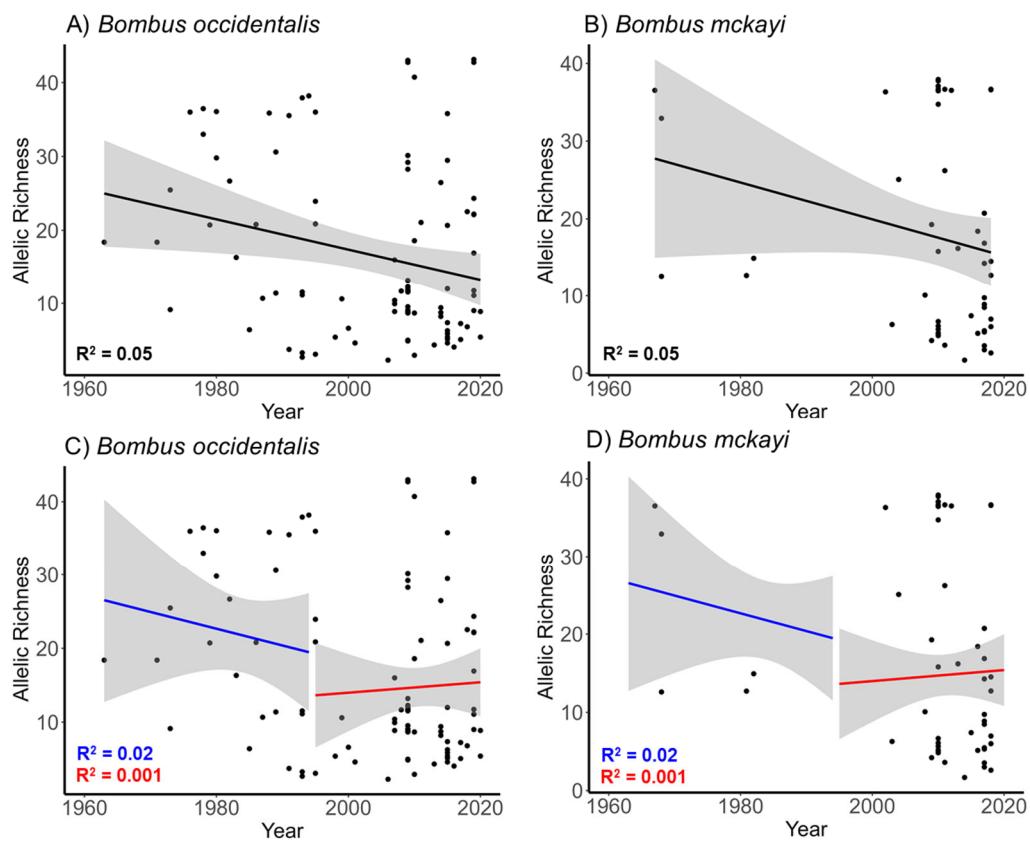 A) Bombus occidentalis
B) Bombus mckayi
Allelic Richness
40
30
20
10
R² = 0.05
1960
1980
2000
2020
Year
Allelic Richness
40
30
20
10
0
R² = 0.05
1960
1980
2000
2020
Year
C) Bombus occidentalis
D) Bombus mckayi
Allelic Richness
40
30
20
10
R² = 0.02
R² = 0.001
1960
1980
2000
2020
Year
Allelic Richness
40
30
20
10
0
R² = 0.02
R² = 0.001
1960
1980
2000
2020
Year